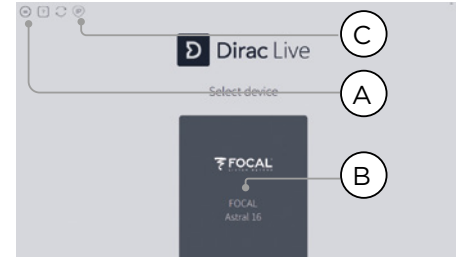 C
Dirac Live
Select device
A
FOCAL
B
FOCAL
Astral 16